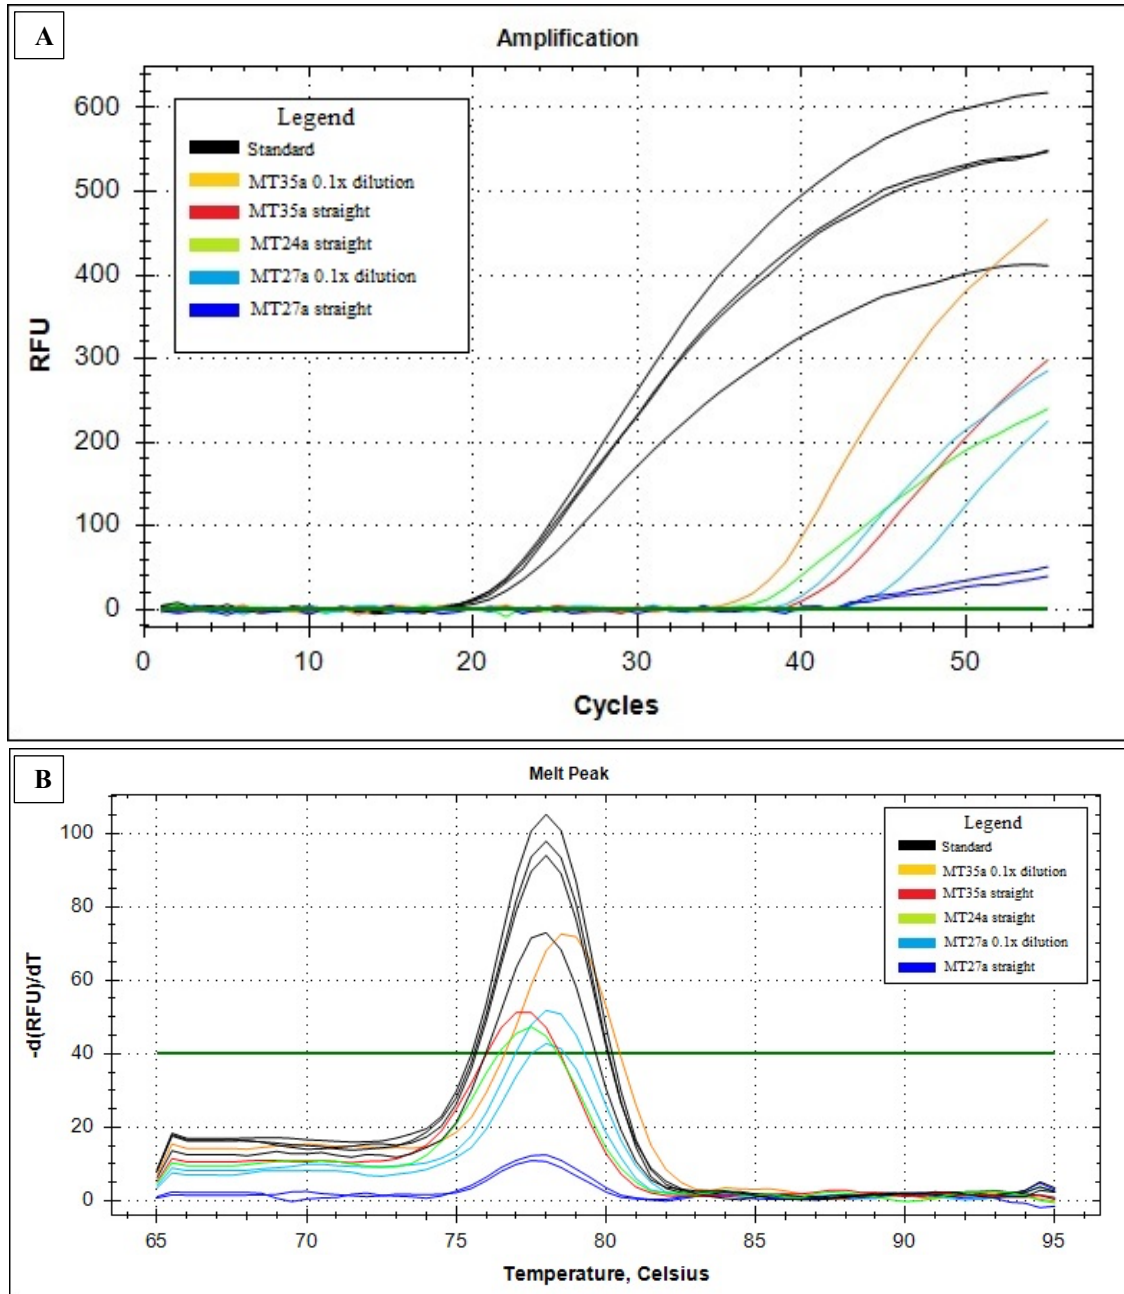 A
Amplification
600
500
400
300
200
100
0
RFU
Legend
Standard
MT35a 0.1x dilution
MT35a straight
MT24a straight
MT27a 0.1x dilution
MT27a straight
0 10 20 30 40 50
Cycles
B
Melt Peak
100
80
60
40
20
0
-d(RFU)/dT
Legend
Standard
MT35a 0.1x dilution
MT35a straight
MT24a straight
MT27a 0.1x dilution
MT27a straight
65 70 75 80 85 90 95
Temperature, Celsius